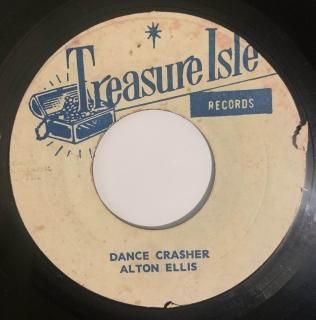 Treasure Isle
RECORDS
DANCE CRASHER
ALTON ELLIS